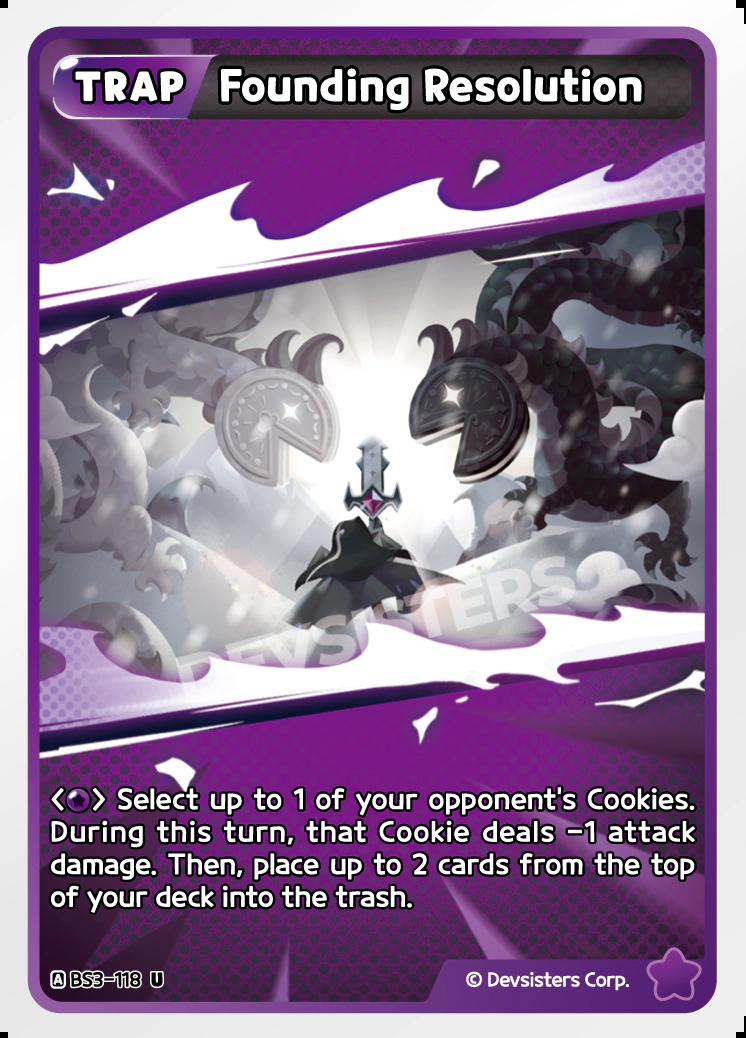 TRAP Founding Resolution
DEVSISTERS
< > Select up to 1 of your opponent's Cookies.
During this turn, that Cookie deals -1 attack
damage. Then, place up to 2 cards from the top
of your deck into the trash.
A BS3-118 U © Devsisters Corp.